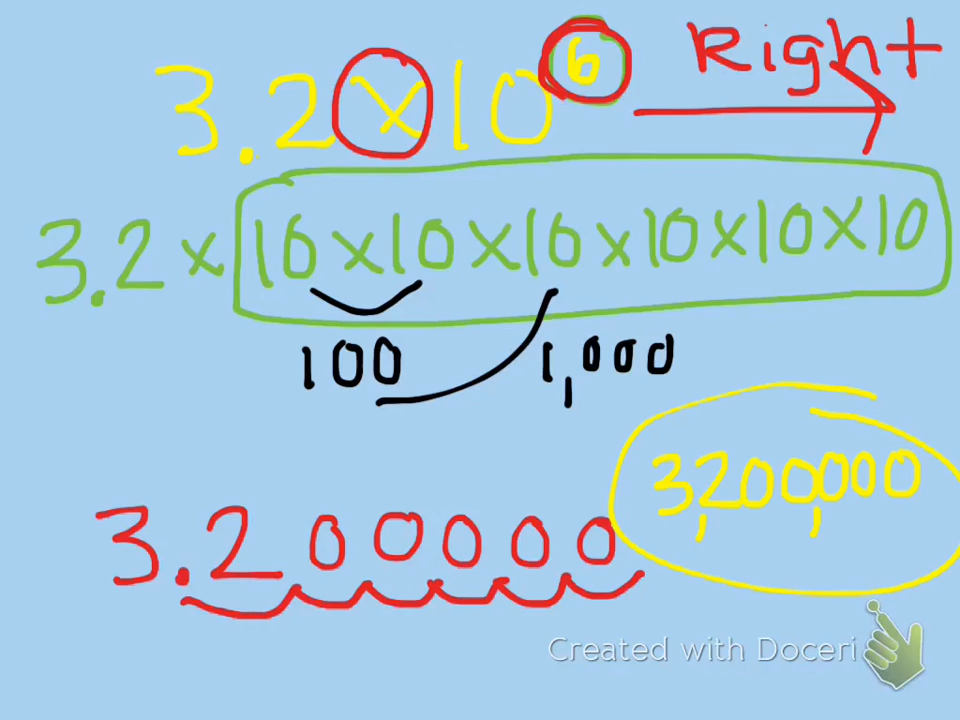 3.2 x 10^6 Right
3.2 x 10 x 10 x 10 x 10 x 10 x 10
100 1,000
3,200,000
3.200000
Created with Doceri